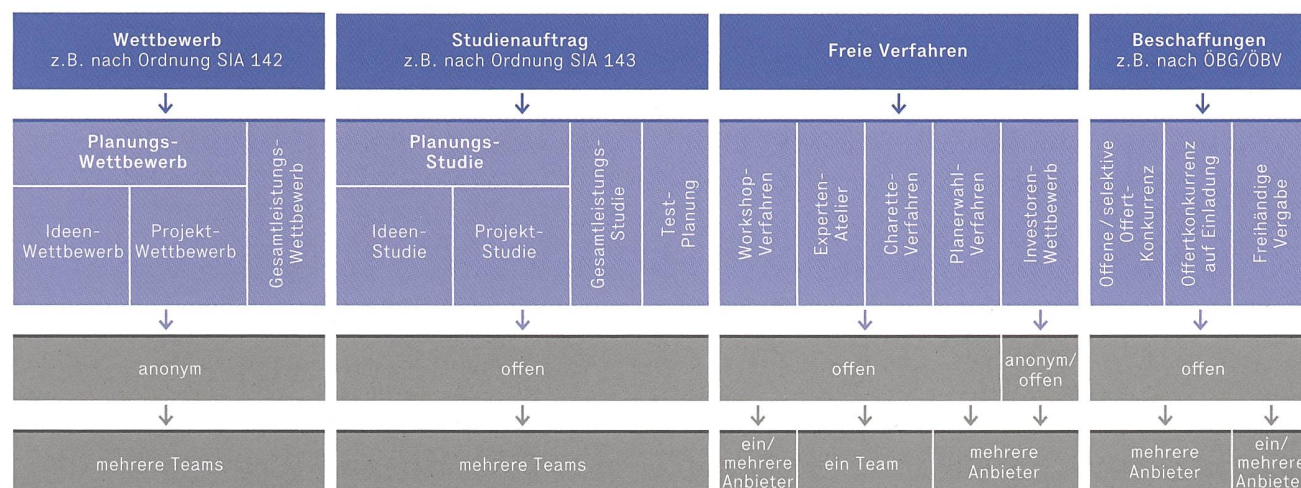 Wettbewerb
z.B. nach Ordnung SIA 142
Studienauftrag
z.B. nach Ordnung SIA 143
Freie Verfahren
Beschaffungen
z.B. nach ÖBG/ÖBV
Planungs-
Wettbewerb
Ideen-
Wettbewerb
Projekt-
Wettbewerb
Gesamtleistungs-
Wettbewerb
Planungs-
Studie
Ideen-
Studie
Projekt-
Studie
Gesamtleistungs-
Studie
Test-
Planung
Workshop-
Verfahren
Experten-
Atelier
Charette-
Verfahren
Planerwahl-
Verfahren
Investoren-
Wettbewerb
Offene / selektive
Offert-
Konkurrenz
Offertkonkurrenz
auf Einladung
Freihändige
Vergabe
anonym
offen
offen
anonym/
offen
offen
mehrere Teams
mehrere Teams
ein/
mehrere
Anbieter
ein Team
mehrere
Anbieter
mehrere
Anbieter
ein/
mehrere
Anbieter